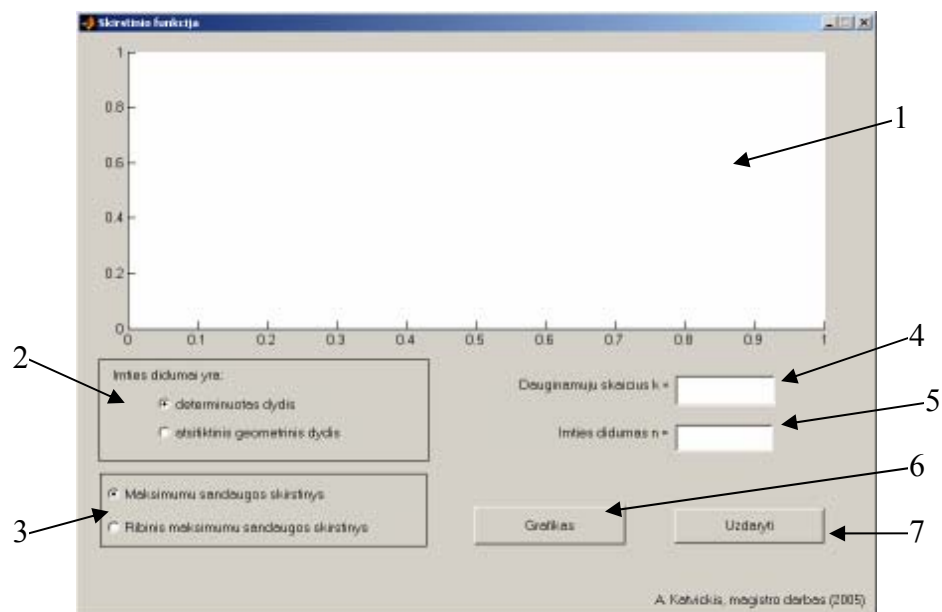 Skirstinio funkcija
1
0.8
0.6
0.4
0.2
0
0 0.1 0.2 0.3 0.4 0.5 0.6 0.7 0.8 0.9 1
1
2
Imties didumai yra:
determinuotas dydis
atsitiktinis geometrinis dydis
3
Maksimumu sandaugos skirstinys
Ribinis maksimumu sandaugos skirstinys
Dauginamuju skaicius k =
4
Imties didumas n =
5
6
Grafikas
Uzdaryti
7
A. Katvickis, magistro darbas (2005)